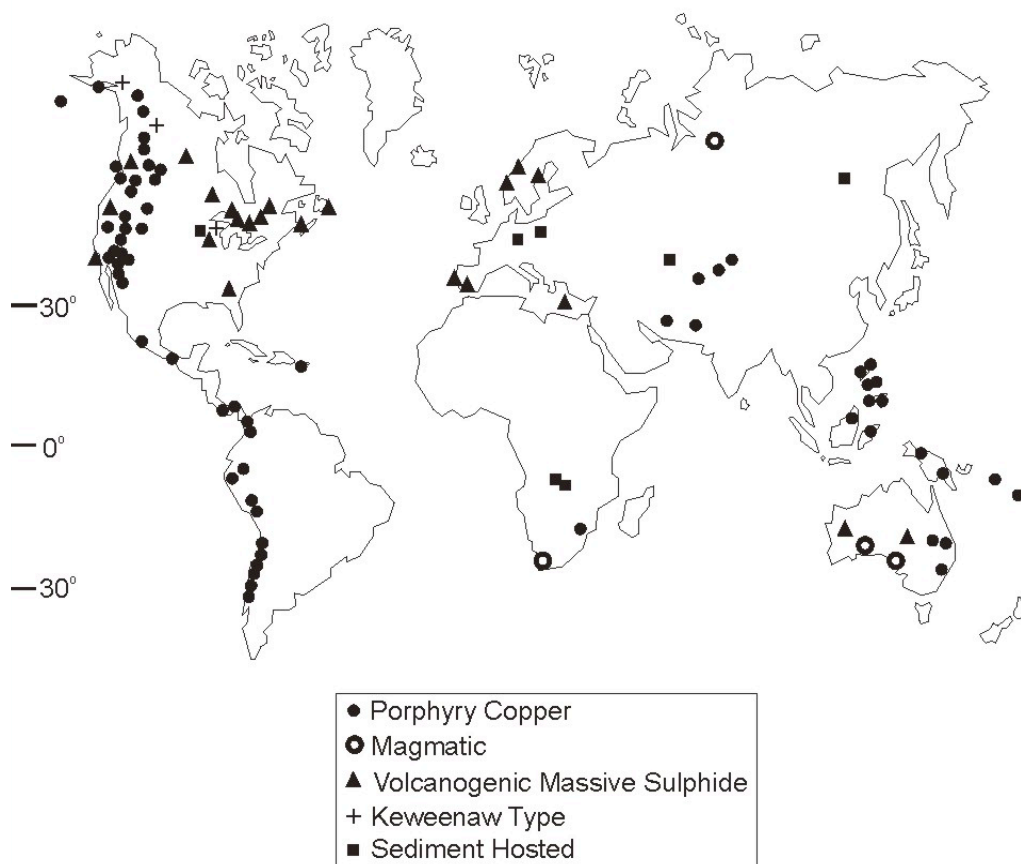 30°
0°
30°
Porphyry Copper
Magmatic
Volcanogenic Massive Sulphide
Keweenaw Type
Sediment Hosted